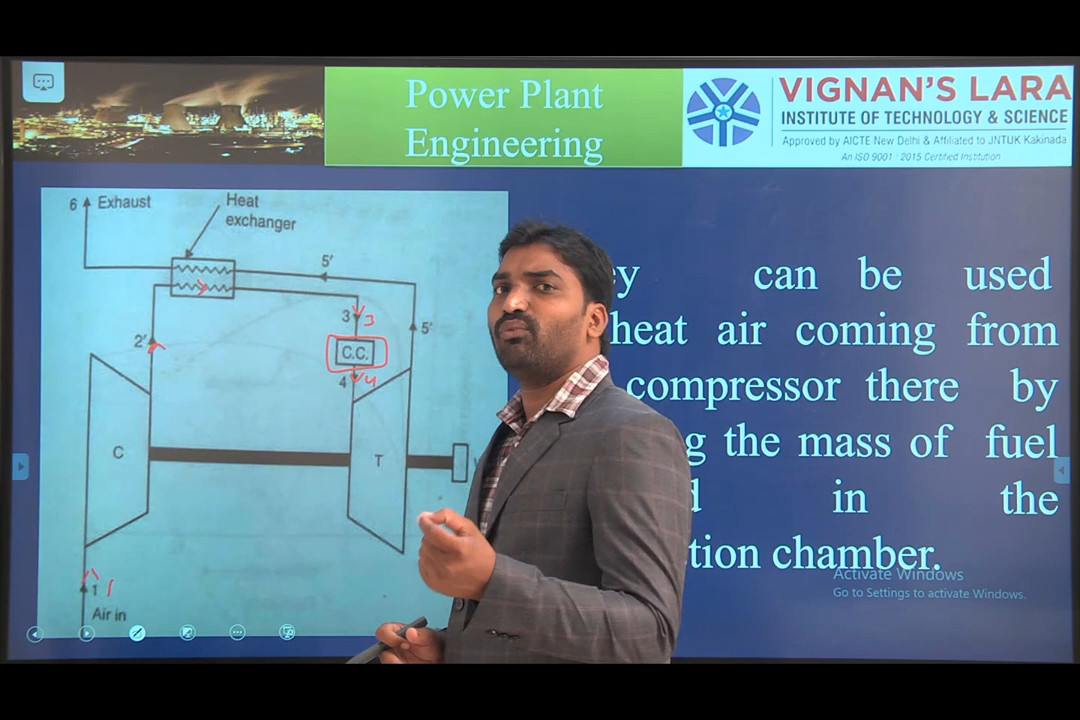 Power Plant
Engineering
VIGNAN'S LARA
INSTITUTE OF TECHNOLOGY & SCIENCE
Approved by AICTE New Delhi & Affiliated to JNTUK Kakinada
An ISO 9001 : 2015 Certified Institution
6 Exhaust
Heat
exchanger
5'
2'
3 3
5'
C.C.
4 4
C
T
1 1
Air in
can be used
heat air coming from
compressor there by
the mass of fuel
in the
chamber.
Activate Windows
Go to Settings to activate Windows.